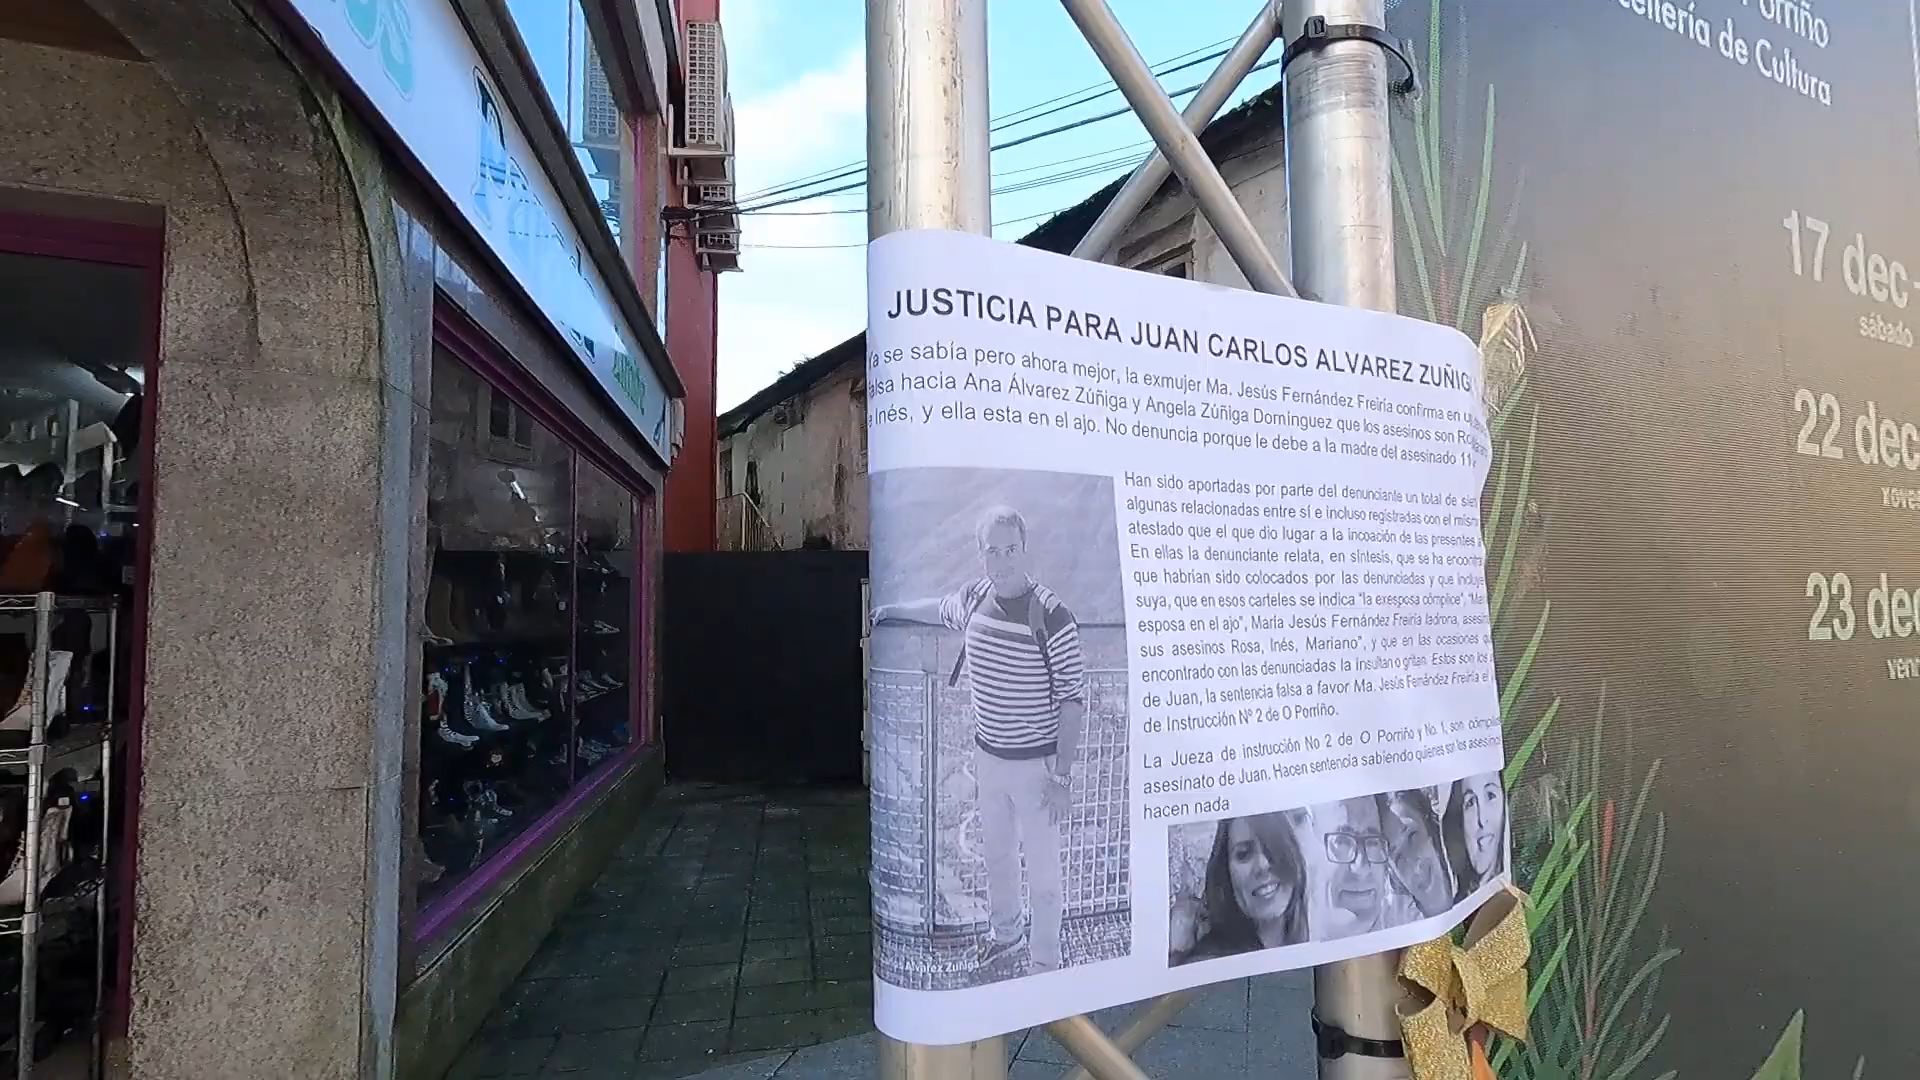 JUSTICIA PARA JUAN CARLOS ALVAREZ ZUÑIG
Ya se sabía pero ahora mejor, la exmujer Ma. Jesús Fernández Freiría confirma en
falsa hacia Ana Álvarez Zúñiga y Angela Zúñiga Domínguez que los asesinos son
e Inés, y ella esta en el ajo. No denuncia porque le debe a la madre del asesinado 11
Han sido aportadas por parte del denunciante un total de
algunas relacionadas entre sí e incluso registradas con el
atestado que el que dio lugar a la incoación de las presentes
En ellas la denunciante relata, en síntesis, que se ha
que habrían sido colocados por las denunciadas y que
suya, que en esos carteles se indica "la exesposa cómplice",
esposa en el ajo", María Jesús Fernández Freiría ladrona,
sus asesinos Rosa, Inés, Mariano", y que en las ocasiones
encontrado con las denunciadas la insultan o gritan. Estos son los
de Juan, la sentencia falsa a favor Ma. Jesús Fernández Freiría el
de Instrucción Nº 2 de O Porriño.
La Jueza de instrucción No 2 de O Porriño y No. 1, son
asesinato de Juan. Hacen sentencia sabiendo quienes son los
hacen nada
Alvarez Zuñiga
Porriño
de Cultura
17 dec
sábado
22 dec
23 dec